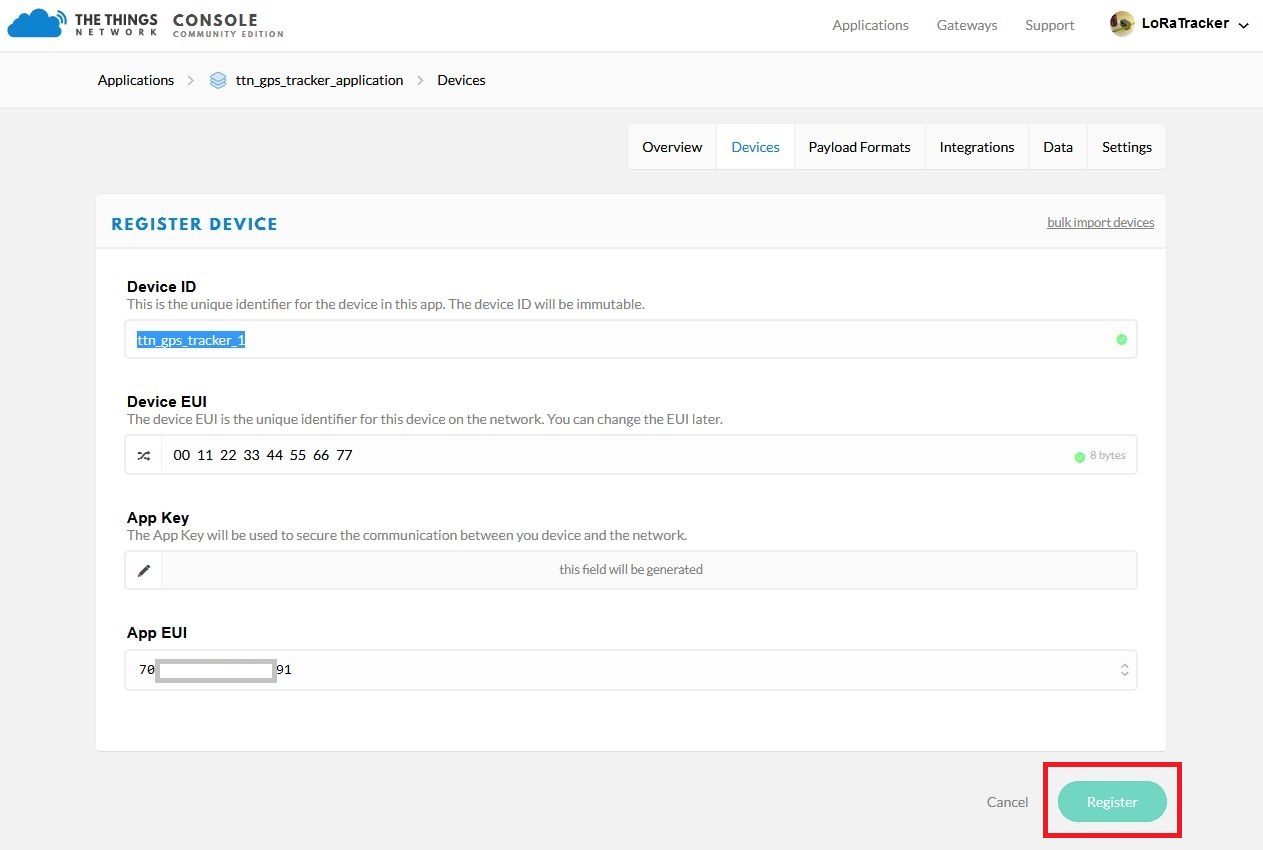 THE THINGS NETWORK CONSOLE COMMUNITY EDITION
Applications Gateways Support LoRaTracker
Applications ttn_gps_tracker_application Devices
Overview Devices Payload Formats Integrations Data Settings
REGISTER DEVICE bulk import devices
Device ID
This is the unique identifier for the device in this app. The device ID will be immutable.
ttn_gps_tracker_1
Device EUI
The device EUI is the unique identifier for this device on the network. You can change the EUI later.
00 11 22 33 44 55 66 77 8 bytes
App Key
The App Key will be used to secure the communication between you device and the network.
this field will be generated
App EUI
70 91
Cancel Register